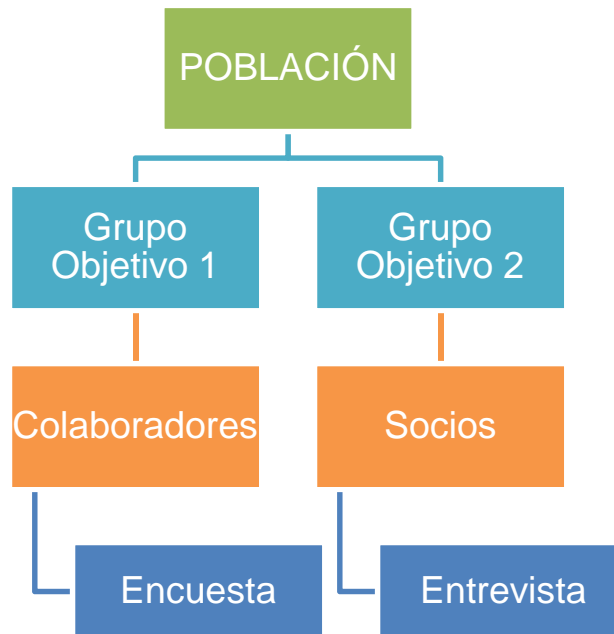 POBLACIÓN
Grupo
Objetivo 1
Grupo
Objetivo 2
Colaboradores
Socios
Encuesta
Entrevista